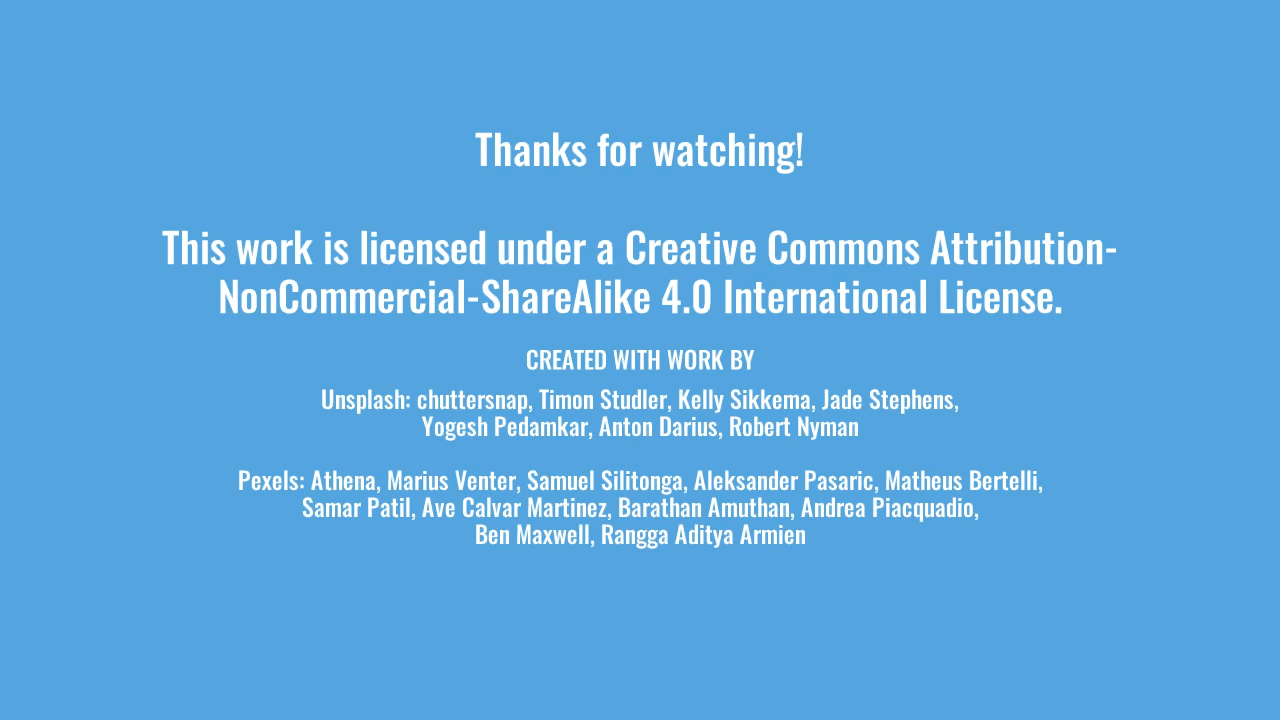 Thanks for watching!
This work is licensed under a Creative Commons Attribution-
NonCommercial-ShareAlike 4.0 International License.
CREATED WITH WORK BY
Unsplash: chuttersnap, Timon Studler, Kelly Sikkema, Jade Stephens,
Yogesh Pedamkar, Anton Darius, Robert Nyman
Pexels: Athena, Marius Venter, Samuel Silitonga, Aleksander Pasaric, Matheus Bertelli,
Samar Patil, Ave Calvar Martinez, Barathan Amuthan, Andrea Piacquadio,
Ben Maxwell, Rangga Aditya Armien